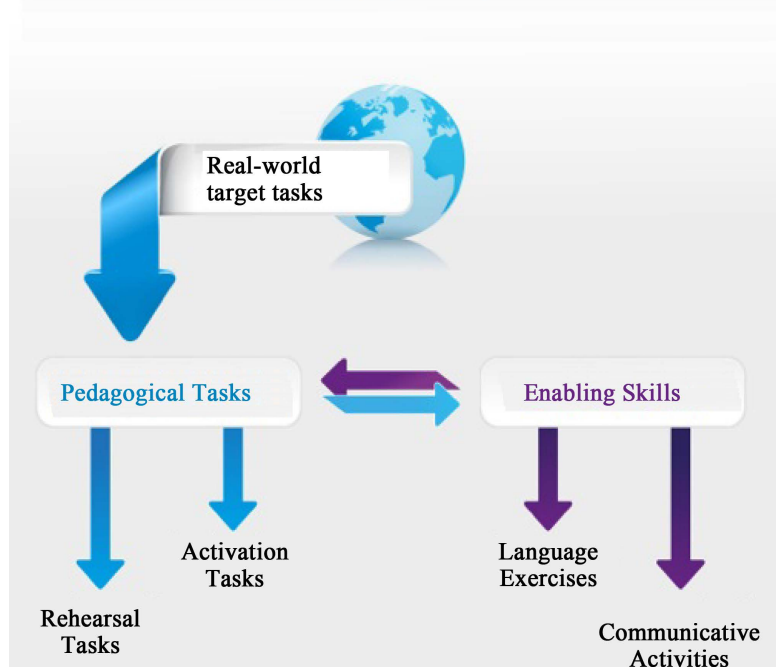 Real-world
target tasks
Pedagogical Tasks
Enabling Skills
Activation
Tasks
Language
Exercises
Rehearsal
Tasks
Communicative
Activities